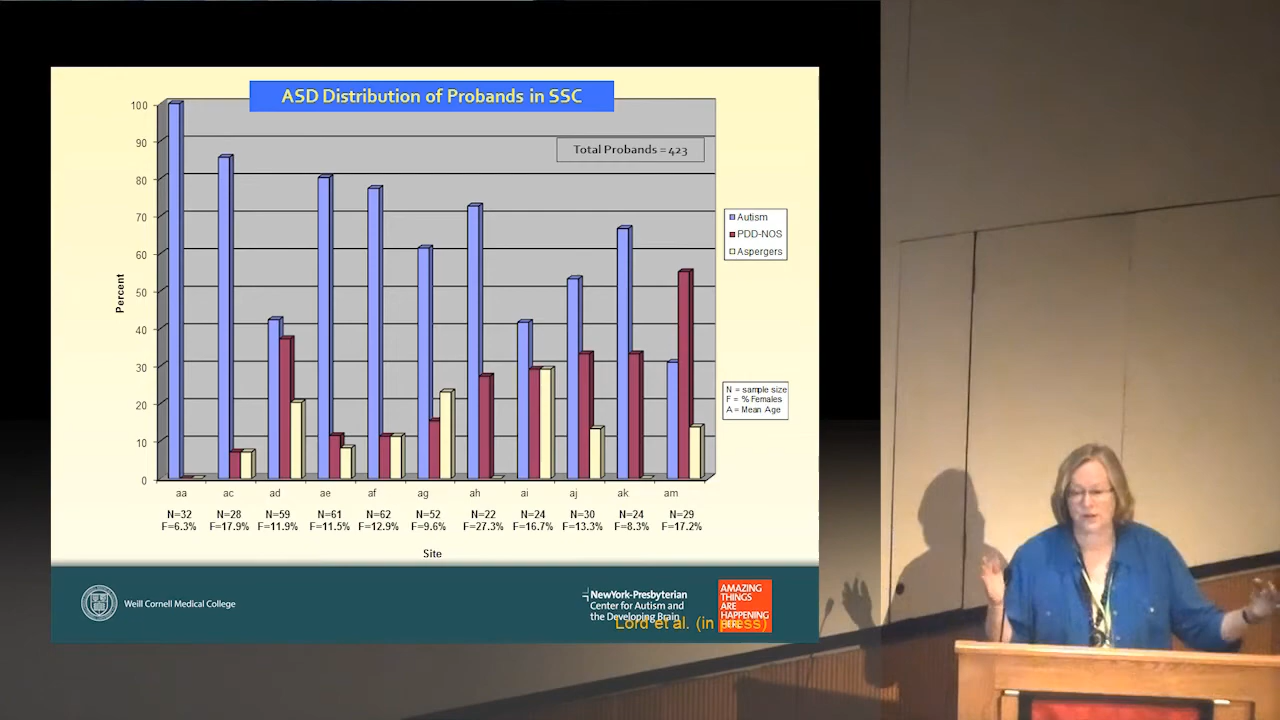 ASD Distribution of Probands in SSC
Total Probands = 423
100
90
80
70
60
50
40
30
20
10
0
Percent
Autism
PDD-NOS
Aspergers
N = sample size
F = % Females
A = Mean Age
aa ac ad ae af ag ah ai aj ak am
N=32 N=28 N=59 N=61 N=62 N=52 N=22 N=24 N=30 N=24 N=29
F=6.3% F=17.9% F=11.9% F=11.5% F=12.9% F=9.6% F=27.3% F=16.7% F=13.3% F=8.3% F=17.2%
Site
Weill Cornell Medical College
NewYork-Presbyterian
Center for Autism and
the Developing Brain
AMAZING
THINGS
ARE
HAPPENING
HERE
Lord et al. (in press)